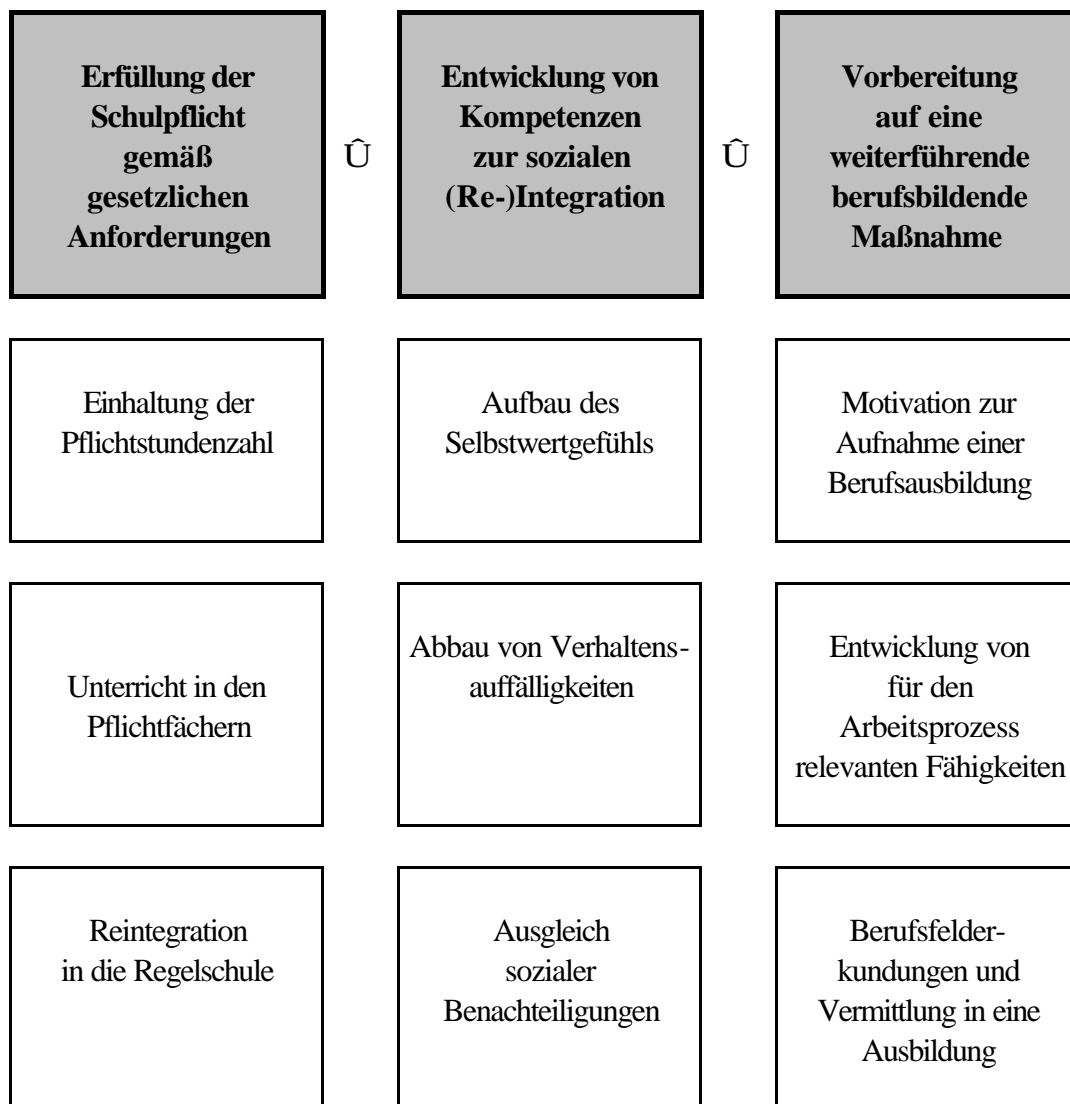 Erfüllung der
Schulpflicht
gemäß
gesetzlichen
Anforderungen
Û
Entwicklung von
Kompetenzen
zur sozialen
(Re-)Integration
Û
Vorbereitung
auf eine
weiterführende
berufsbildende
Maßnahme
Einhaltung der
Pflichtstundenzahl
Aufbau des
Selbstwertgefühls
Motivation zur
Aufnahme einer
Berufsausbildung
Unterricht in den
Pflichtfächern
Abbau von Verhaltens-
auffälligkeiten
Entwicklung von
für den
Arbeitsprozess
relevanten Fähigkeiten
Reintegration
in die Regelschule
Ausgleich
sozialer
Benachteiligungen
Berufsfelder-
kundungen und
Vermittlung in eine
Ausbildung